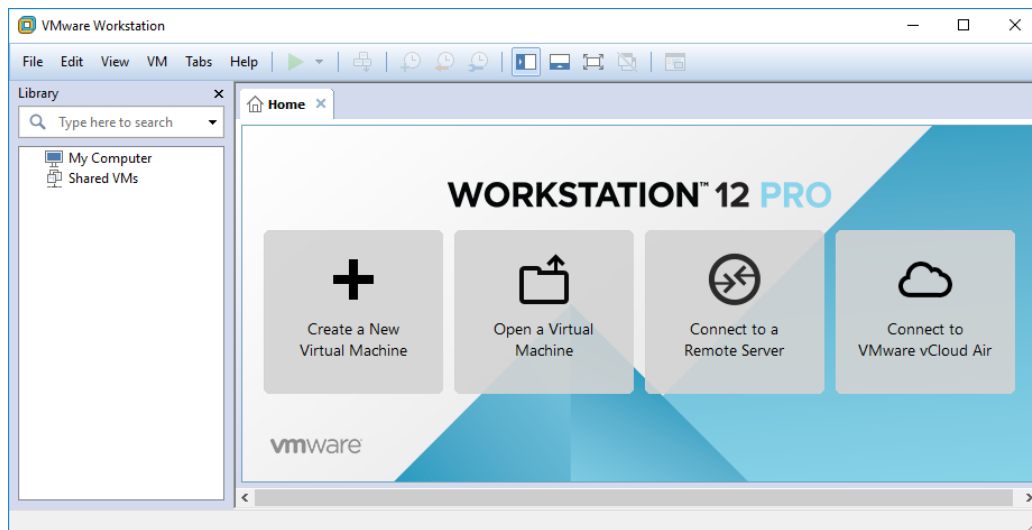 VMware Workstation
File Edit View VM Tabs Help
Library
Type here to search
My Computer
Shared VMs
Home
WORKSTATION™ 12 PRO
Create a New
Virtual Machine
Open a Virtual
Machine
Connect to a
Remote Server
Connect to
VMware vCloud Air
vmware